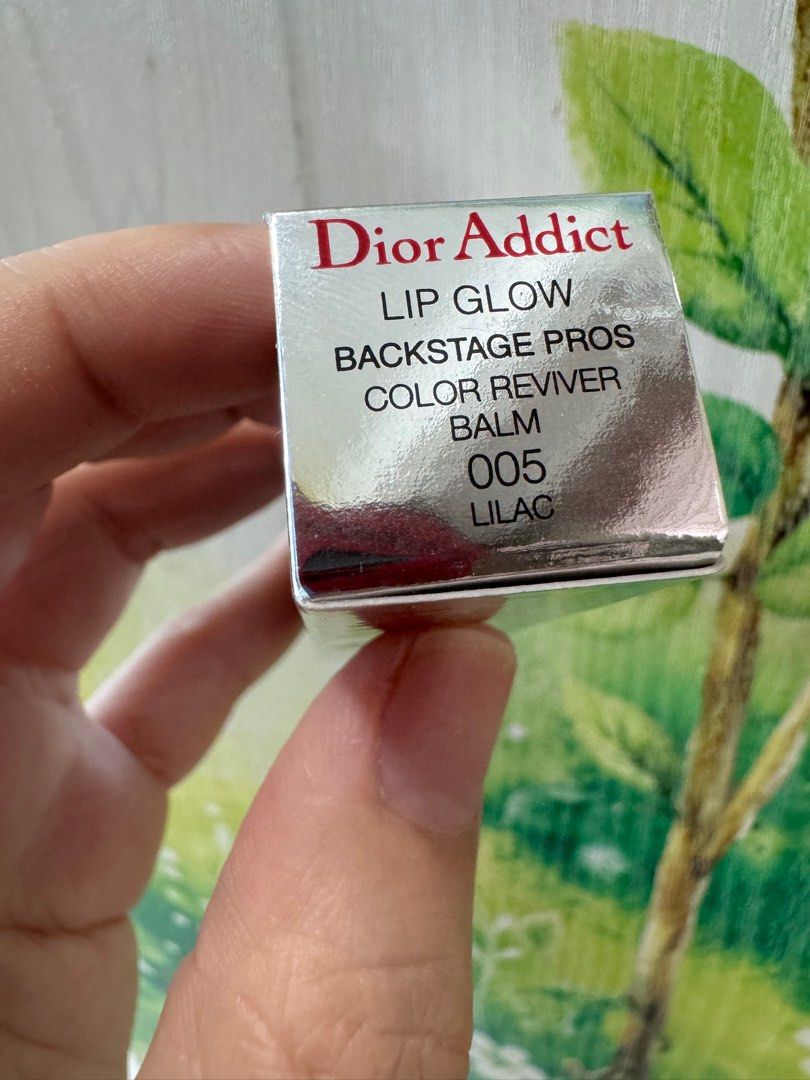 Dior Addict
LIP GLOW
BACKSTAGE PROS
COLOR REVIVER
BALM
005
LILAC